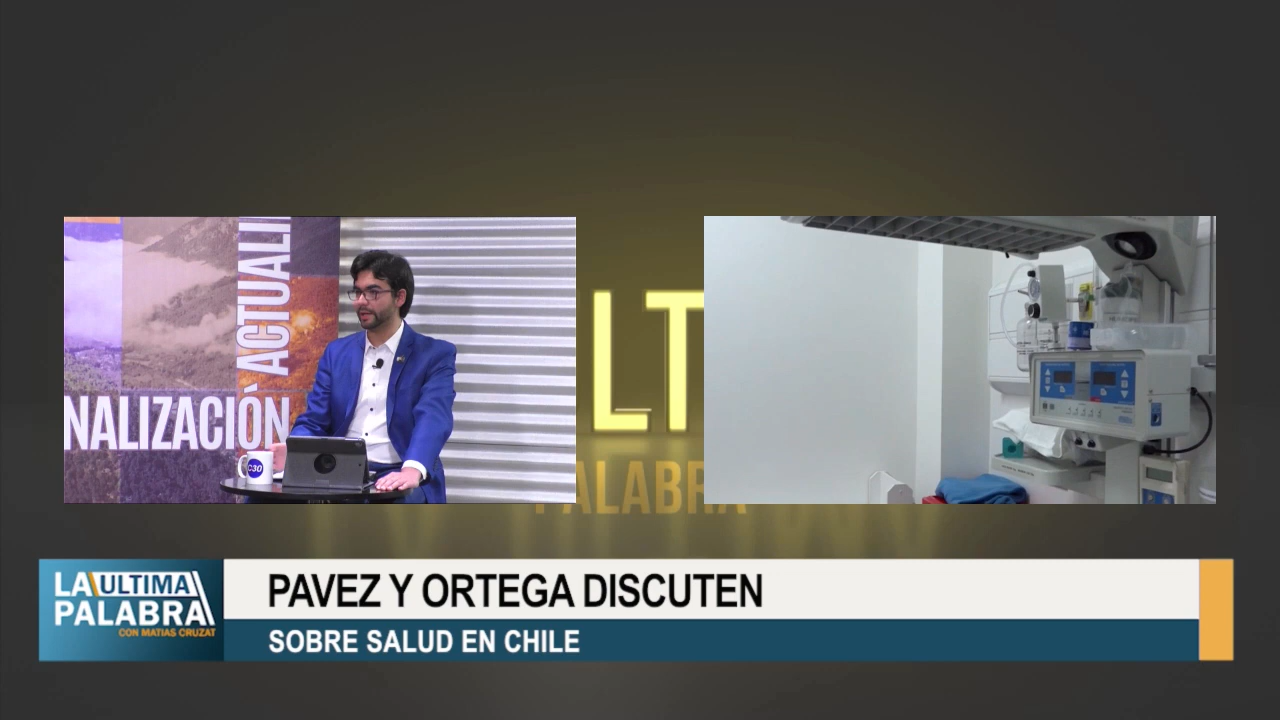 ACTUALI
NALIZACIÓN
C30
LT
PALABRA
LA ULTIMA
PALABRA
CON MATIAS CRUZAT
PAVEZ Y ORTEGA DISCUTEN
SOBRE SALUD EN CHILE